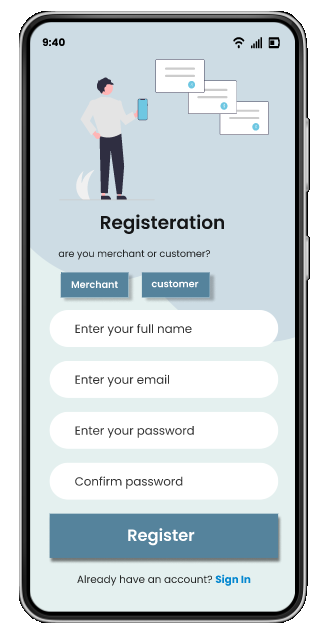 9:40
Registeration
are you merchant or customer?
Merchant customer
Enter your full name
Enter your email
Enter your password
Confirm password
Register
Already have an account? Sign In